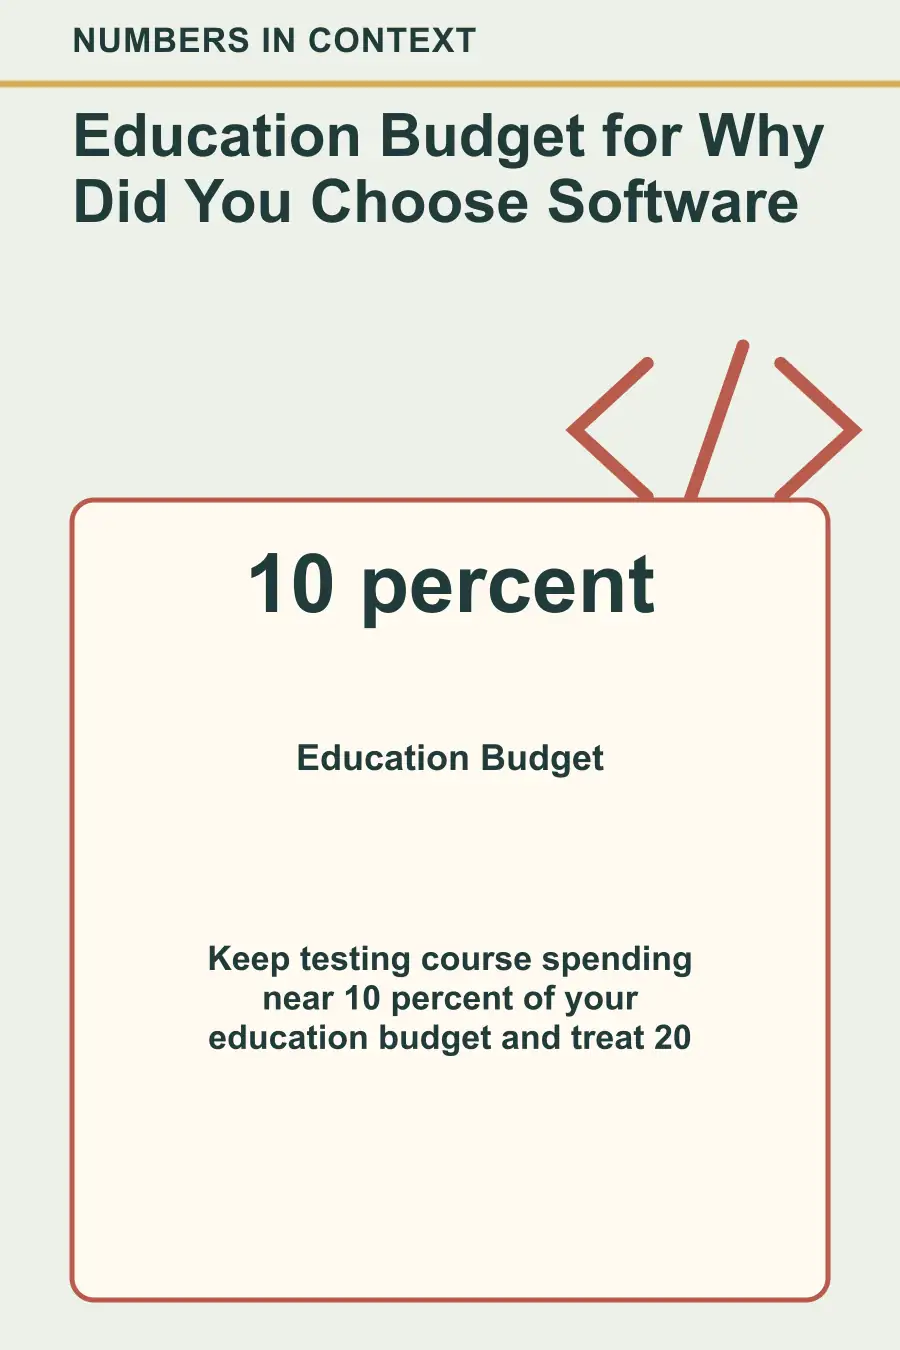 NUMBERS IN CONTEXT
Education Budget for Why
Did You Choose Software
10 percent
Education Budget
Keep testing course spending
near 10 percent of your
education budget and treat 20